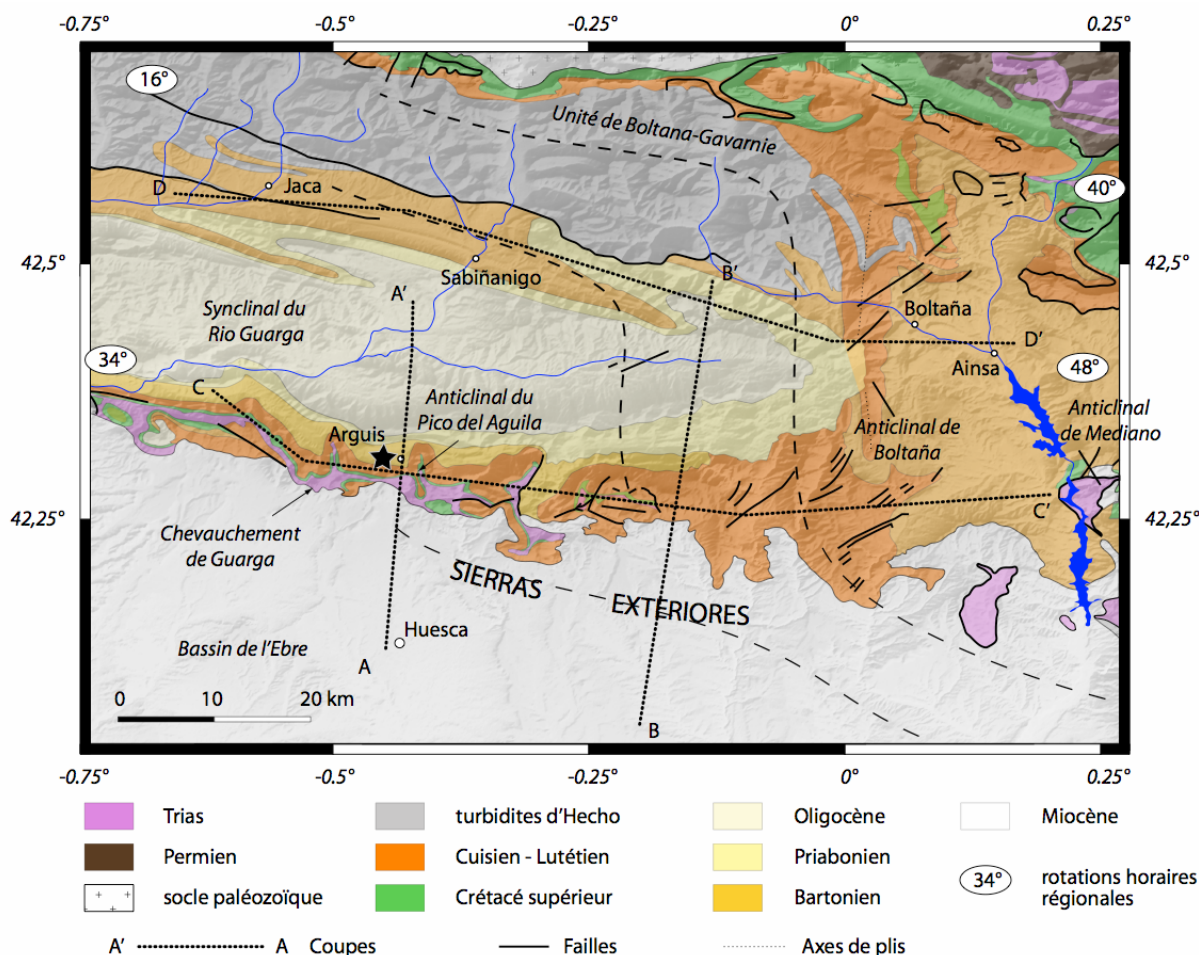 -0.75°
-0.5°
-0.25°
0°
0.25°
16°
Unité de Boltana-Gavarnie
40°
D
Jaca
42,5°
42,5°
Sabiñanigo
A'
B'
Boltaña
Synclinal du
Rio Guarga
D'
34°
Ainsa
48°
C
Anticlinal du
Pico del Aguila
Arguis
Anticlinal de
Boltaña
Anticlinal
de Mediano
42,25°
42,25°
C'
Chevauchement
de Guarga
SIERRAS
EXTERIORES
Huesca
Bassin de l'Ebre
A
B
0
10
20 km
-0.75°
-0.5°
-0.25°
0°
0.25°
Trias
turbidites d'Hecho
Oligocène
Miocène
Permien
Cuisien - Lutétien
Priabonien
34°
rotations horaires
régionales
socle paléozoïque
Crétacé supérieur
Bartonien
A'
A
Coupes
Failles
Axes de plis